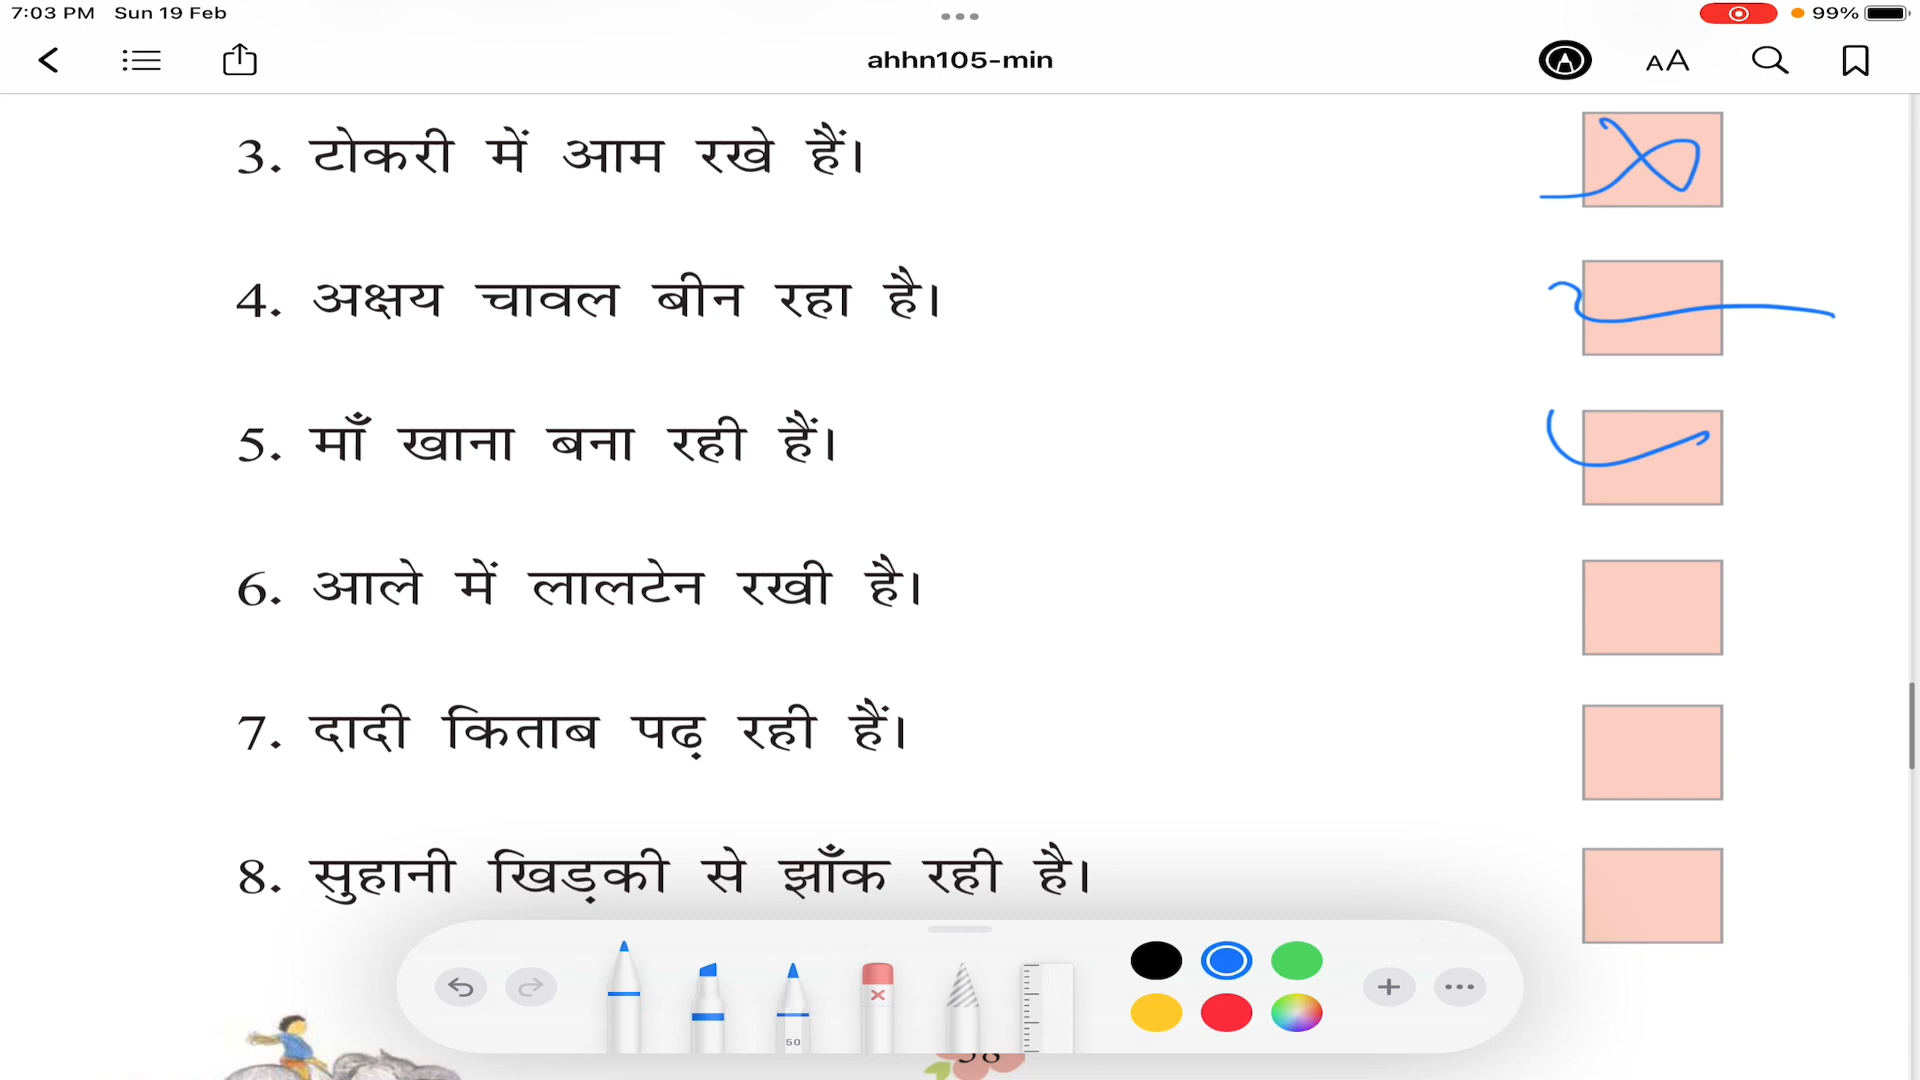 7:03 PM Sun 19 Feb
99%
ahhn105-min
AA
3. टोकरी में आम रखे हैं।
4. अक्षय चावल बीन रहा है।
5. माँ खाना बना रही हैं।
6. आले में लालटेन रखी है।
7. दादी किताब पढ़ रही हैं।
8. सुहानी खिड़की से झाँक रही है।
50